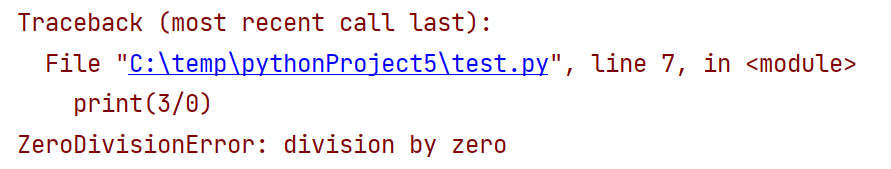 Traceback (most recent call last):
  File "C:\temp\pythonProject5\test.py", line 7, in <module>
    print(3/0)
ZeroDivisionError: division by zero